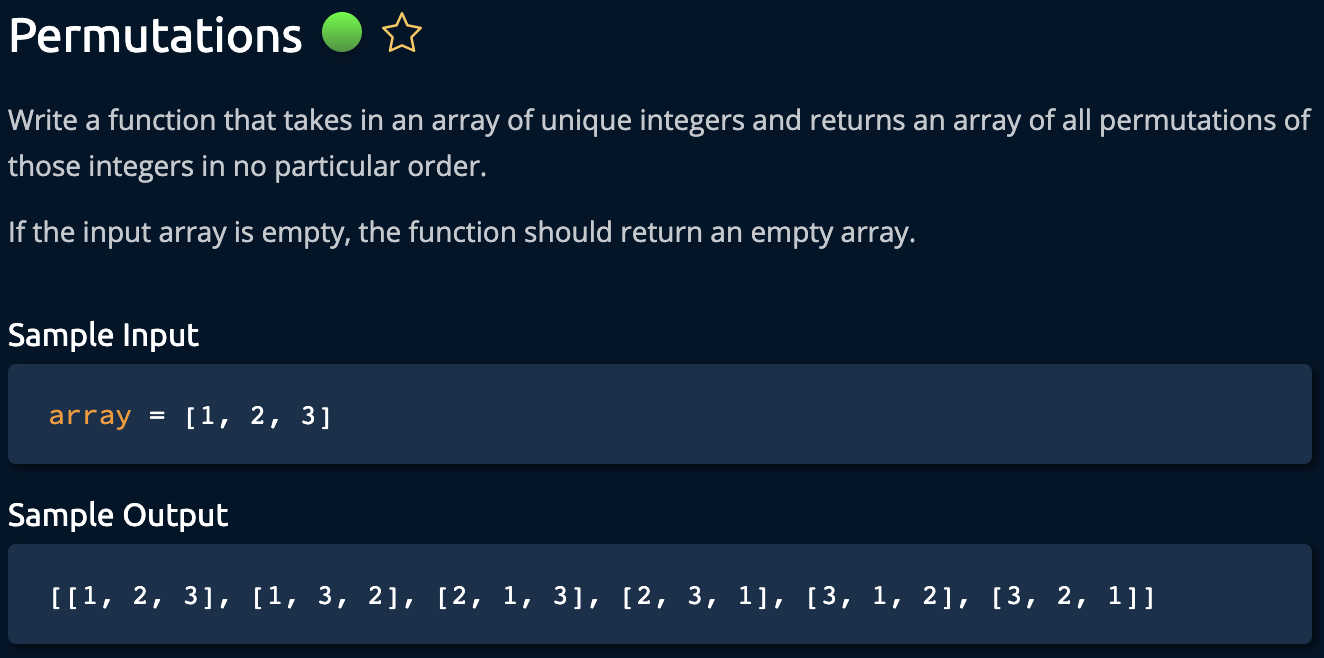 Permutations
Write a function that takes in an array of unique integers and returns an array of all permutations of
those integers in no particular order.
If the input array is empty, the function should return an empty array.
Sample Input
array = [1, 2, 3]
Sample Output
[[1, 2, 3], [1, 3, 2], [2, 1, 3], [2, 3, 1], [3, 1, 2], [3, 2, 1]]